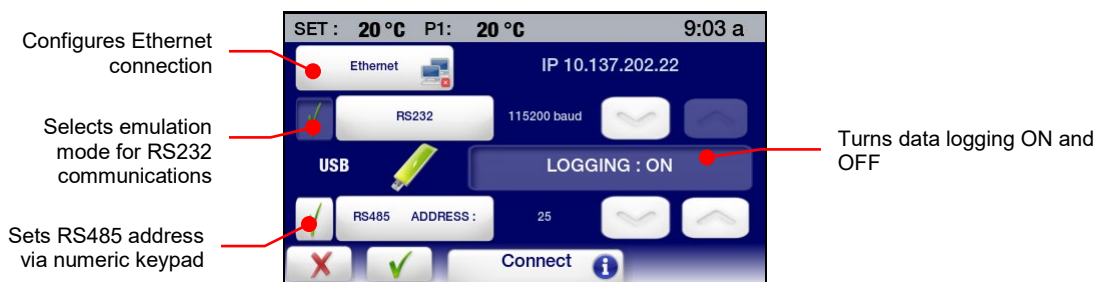 Configures Ethernet
connection
Selects emulation
mode for RS232
communications
Sets RS485 address
via numeric keypad
SET : 20 °C P1: 20 °C 9:03 a
Ethernet IP 10.137.202.22
RS232 115200 baud
USB LOGGING : ON
RS485 ADDRESS : 25
Connect
Turns data logging ON and
OFF